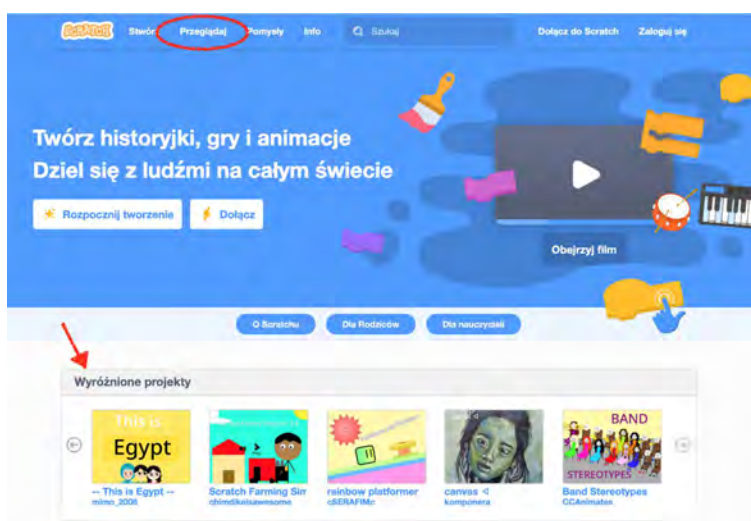 SCRATCH Stwórz Przeglądaj Pomysły Info Szukaj Dołącz do Scratch Zaloguj się
Twórz historyjki, gry i animacje
Dziel się z ludźmi na całym świecie
Rozpocznij tworzenie Dołącz
Obejrzyj film
O Scratchu Dla Rodziców Dla nauczycieli
Wyróżnione projekty
This is
Egypt
BAND
STEREOTYPES
-- This is Egypt -- Scratch Farming Sim rainbow platformer canvas ◁ Band Stereotypes
mimo_2006 komponera CCAnimates